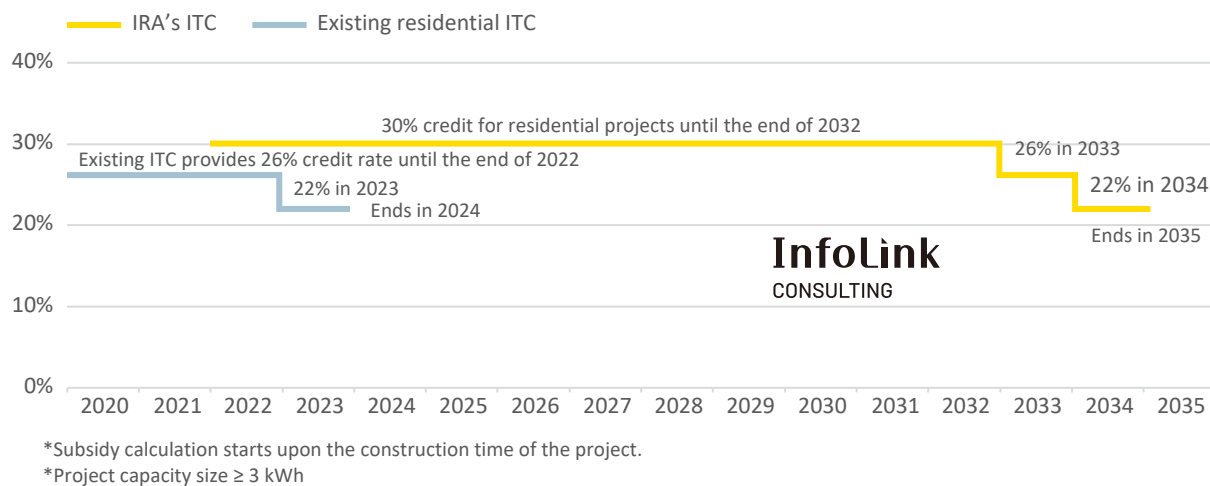 IRA's ITC
Existing residential ITC
40%
30% credit for residential projects until the end of 2032
30%
26% in 2033
Existing ITC provides 26% credit rate until the end of 2022
22% in 2023
22% in 2034
Ends in 2024
20%
Ends in 2035
InfoLink
CONSULTING
10%
0%
2020 2021 2022 2023 2024 2025 2026 2027 2028 2029 2030 2031 2032 2033 2034 2035
*Subsidy calculation starts upon the construction time of the project.
*Project capacity size ≥ 3 kWh